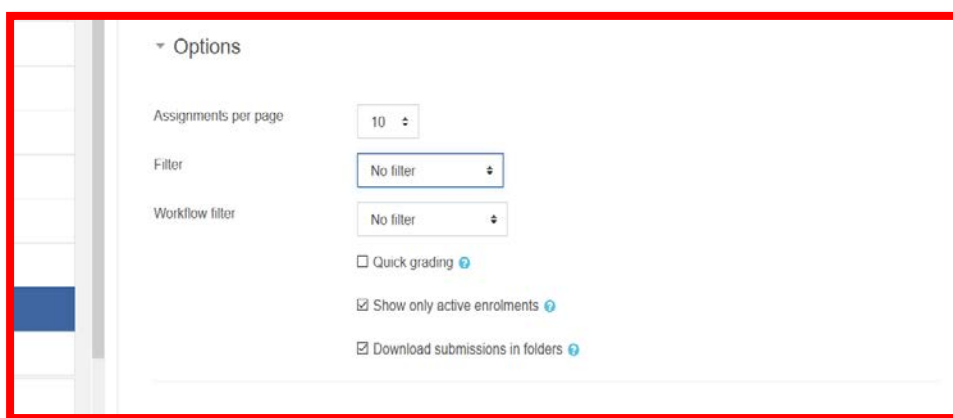 Options
Assignments per page 10
Filter No filter
Workflow filter No filter
Quick grading
Show only active enrolments
Download submissions in folders